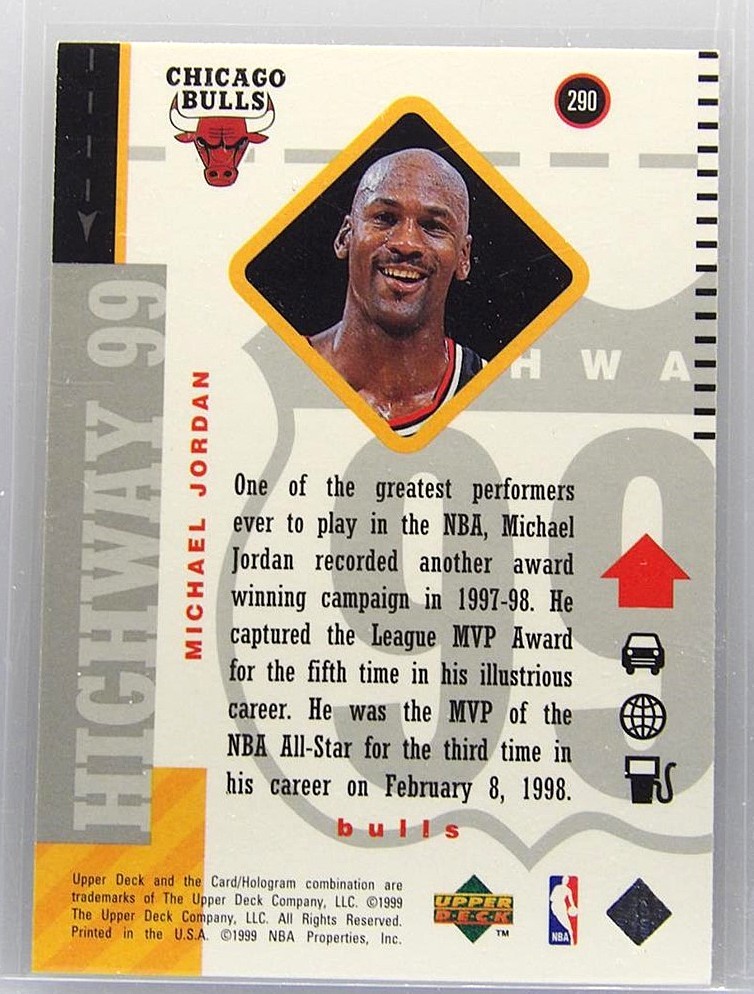 CHICAGO
BULLS
290
HIGHWAY 99
MICHAEL JORDAN
HWA
99
One of the greatest performers
ever to play in the NBA, Michael
Jordan recorded another award
winning campaign in 1997-98. He
captured the League MVP Award
for the fifth time in his illustrious
career. He was the MVP of the
NBA All-Star for the third time in
his career on February 8, 1998.
bulls
Upper Deck and the Card/Hologram combination are
trademarks of The Upper Deck Company, LLC. ©1999
The Upper Deck Company, LLC. All Rights Reserved.
Printed in the U.S.A. ©1999 NBA Properties, Inc.
UPPER
DECK
TM
NBA